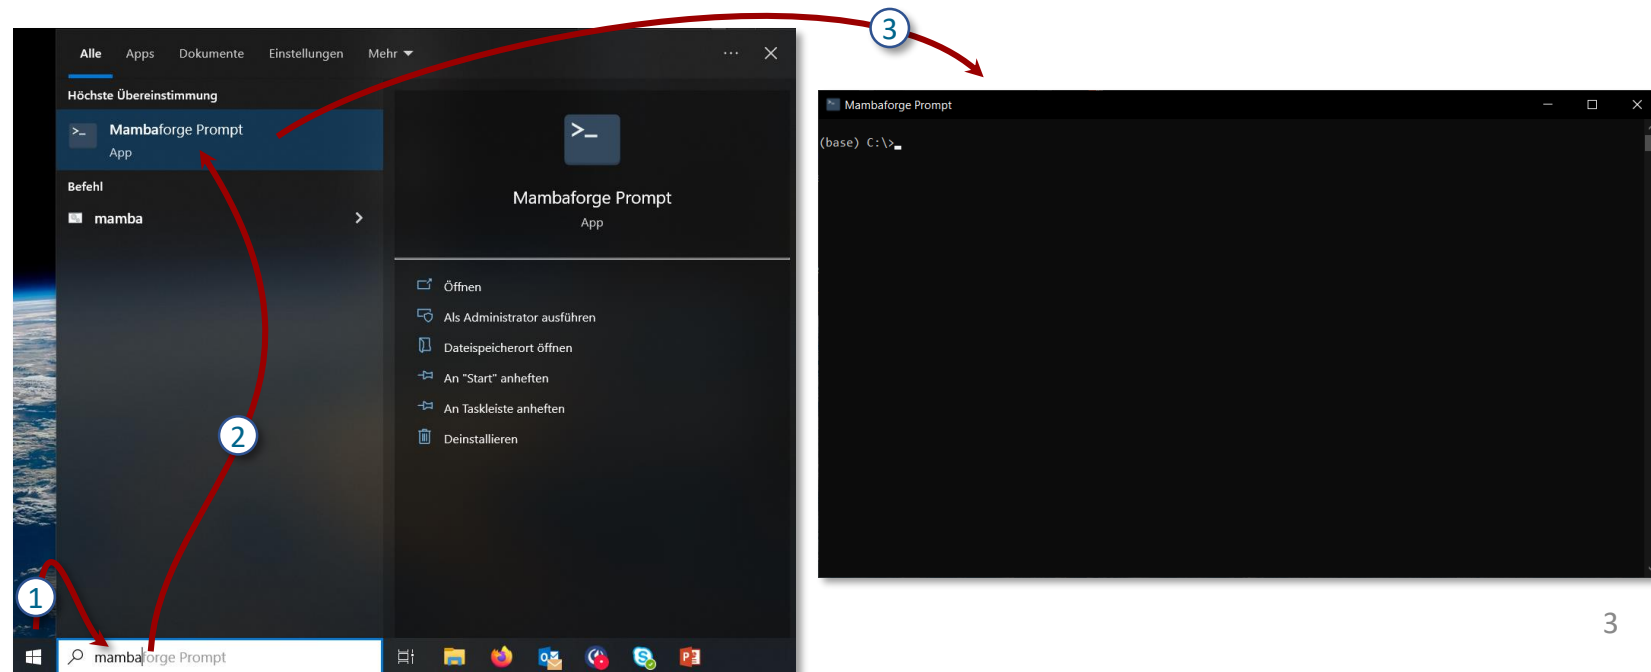 3
Alle Apps Dokumente Einstellungen Mehr
Höchste Übereinstimmung
Mambaforge Prompt
App
Befehl
mamba
Mambaforge Prompt
App
Öffnen
Als Administrator ausführen
Dateispeicherort öffnen
An "Start" anheften
An Taskleiste anheften
Deinstallieren
2
1
mambaforge Prompt
Mambaforge Prompt
(base) C:\>
3